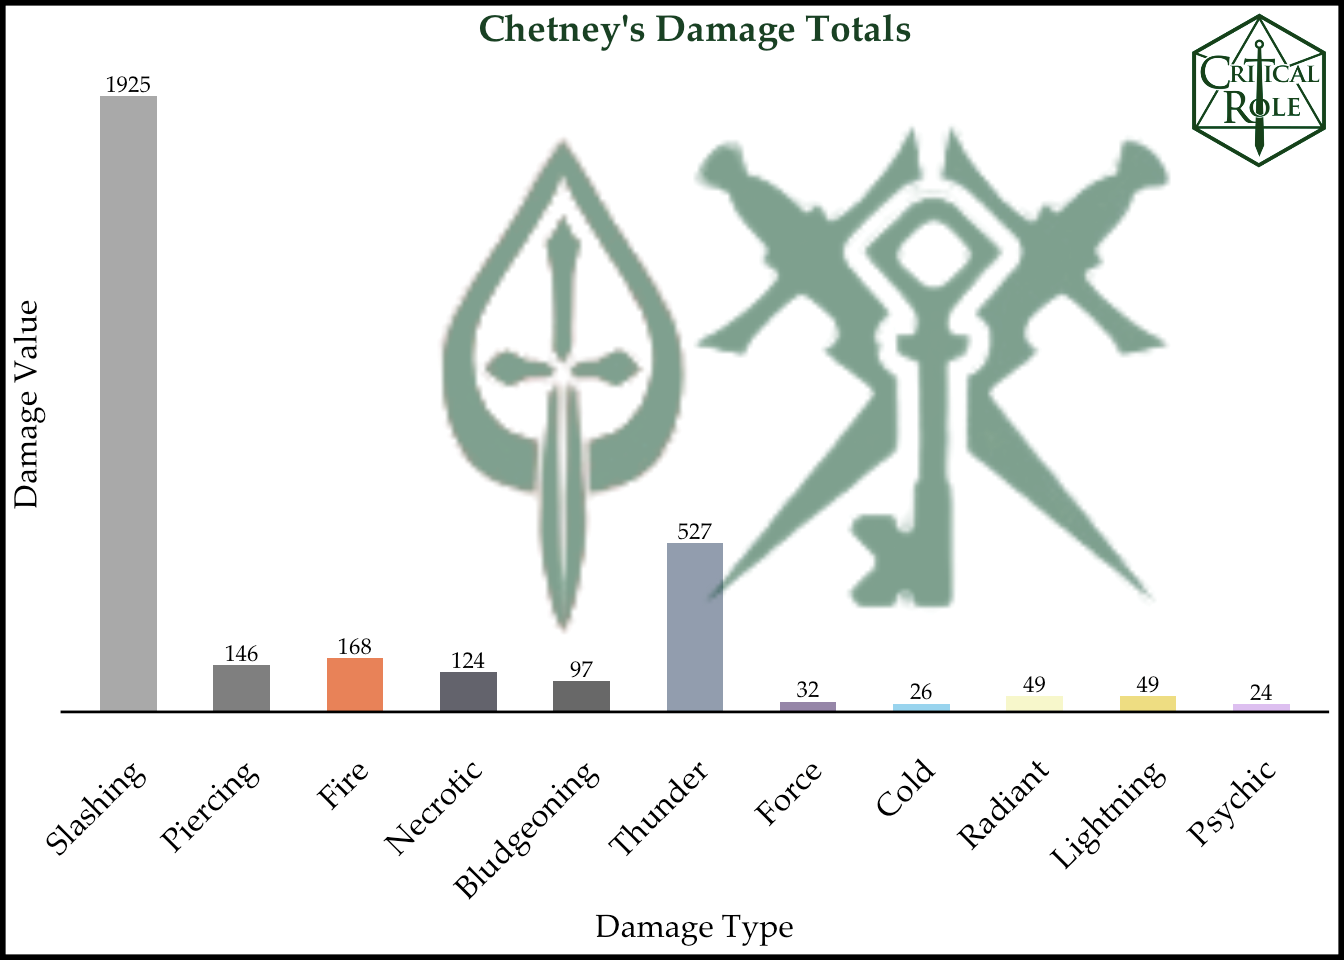 Chetney's Damage Totals
CRITICAL
ROLE
Damage Value
1925
146
168
124
97
527
32
26
49
49
24
Slashing
Piercing
Fire
Necrotic
Bludgeoning
Thunder
Force
Cold
Radiant
Lightning
Psychic
Damage Type